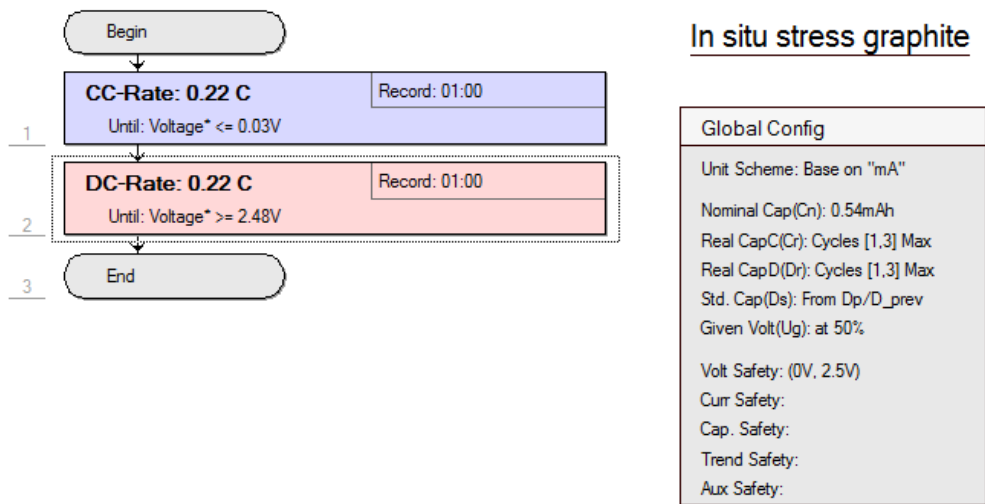 Begin
CC-Rate: 0.22 C
Record: 01:00
Until: Voltage* <= 0.03V
1
DC-Rate: 0.22 C
Record: 01:00
Until: Voltage* >= 2.48V
2
End
3
In situ stress graphite
Global Config
Unit Scheme: Base on "mA"
Nominal Cap(Cn): 0.54mAh
Real CapC(Cr): Cycles [1,3] Max
Real CapD(Dr): Cycles [1,3] Max
Std. Cap(Ds): From Dp/D_prev
Given Volt(Ug): at 50%
Volt Safety: (0V, 2.5V)
Curr Safety:
Cap. Safety:
Trend Safety:
Aux Safety: